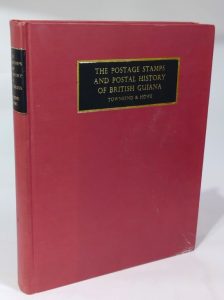 THE POSTAGE STAMPS
AND POSTAL HISTORY
OF BRITISH GUIANA
TOWNSEND & HOWE